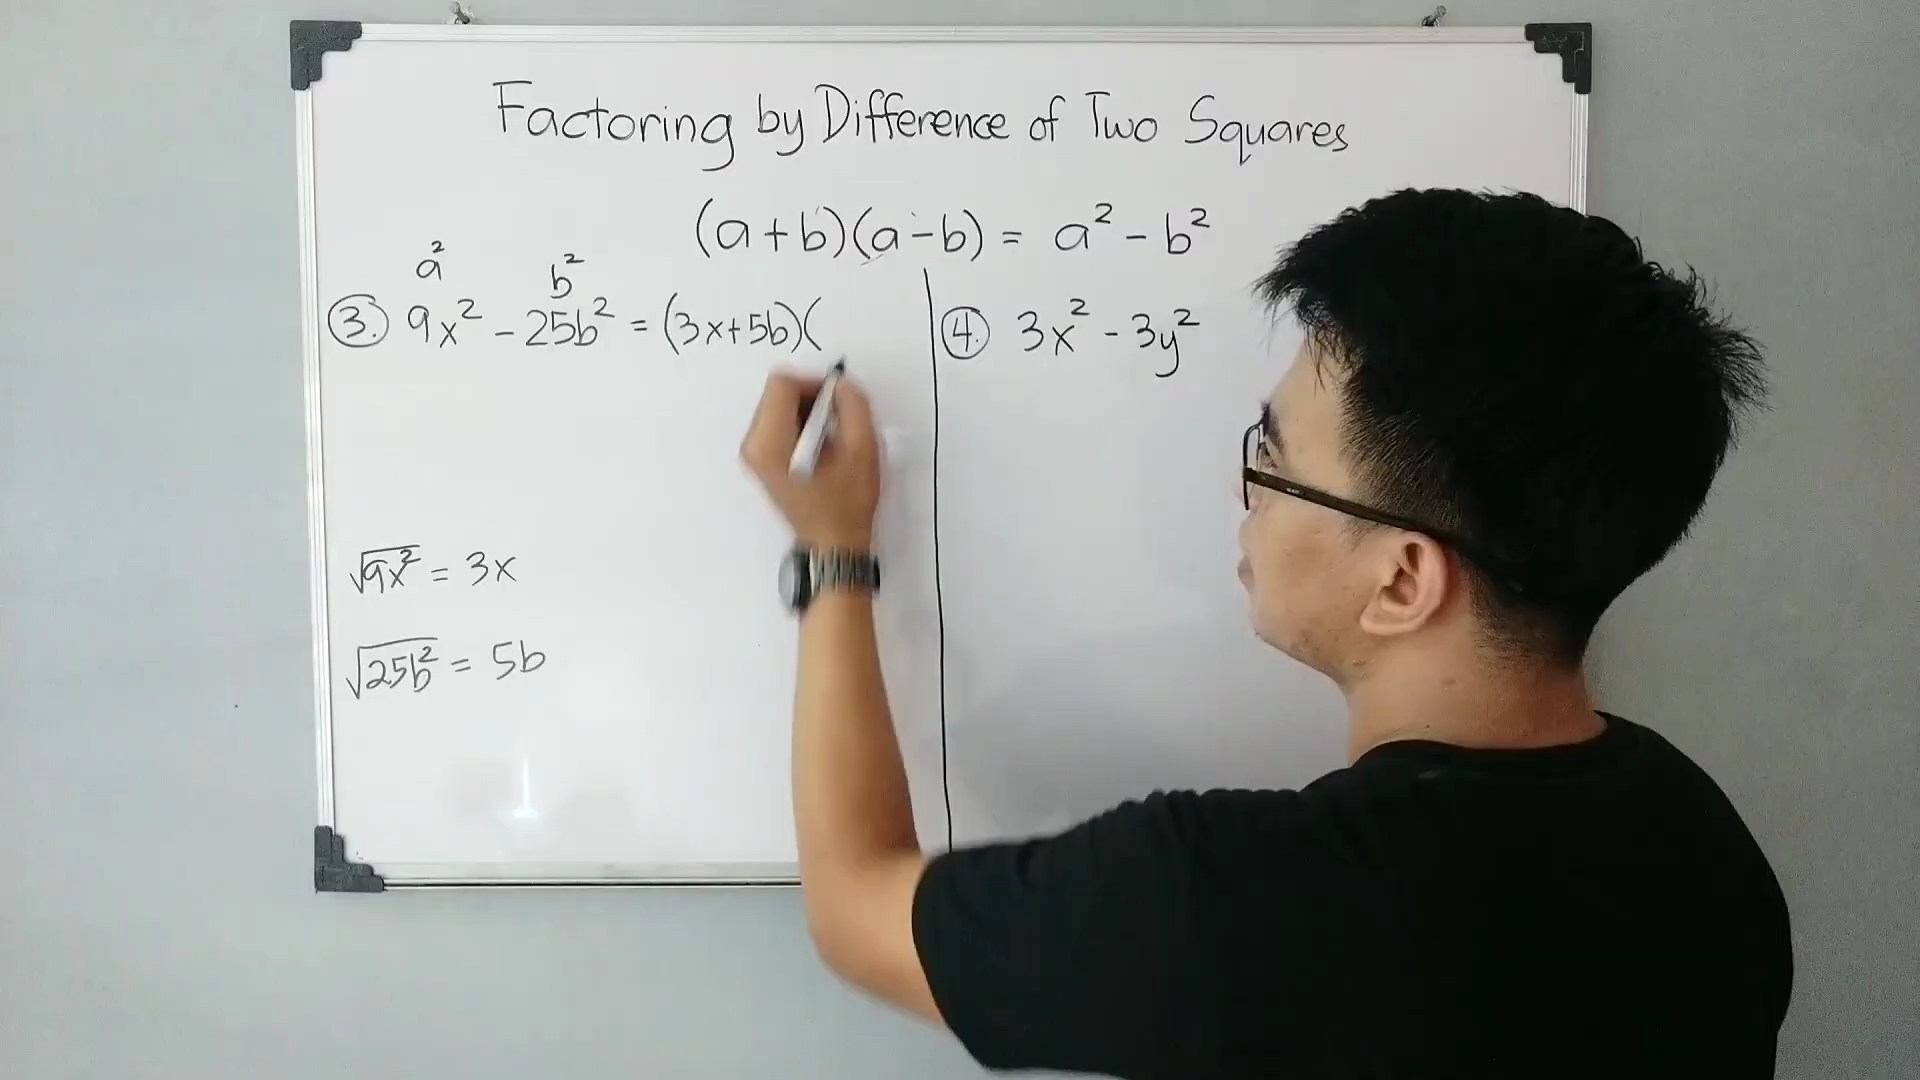 Factoring by Difference of Two Squares
(a+b)(a-b) = a² - b²
a² b²
③. 9x² - 25b² = (3x+5b)(
④. 3x² - 3y²
√9x² = 3x
√25b² = 5b